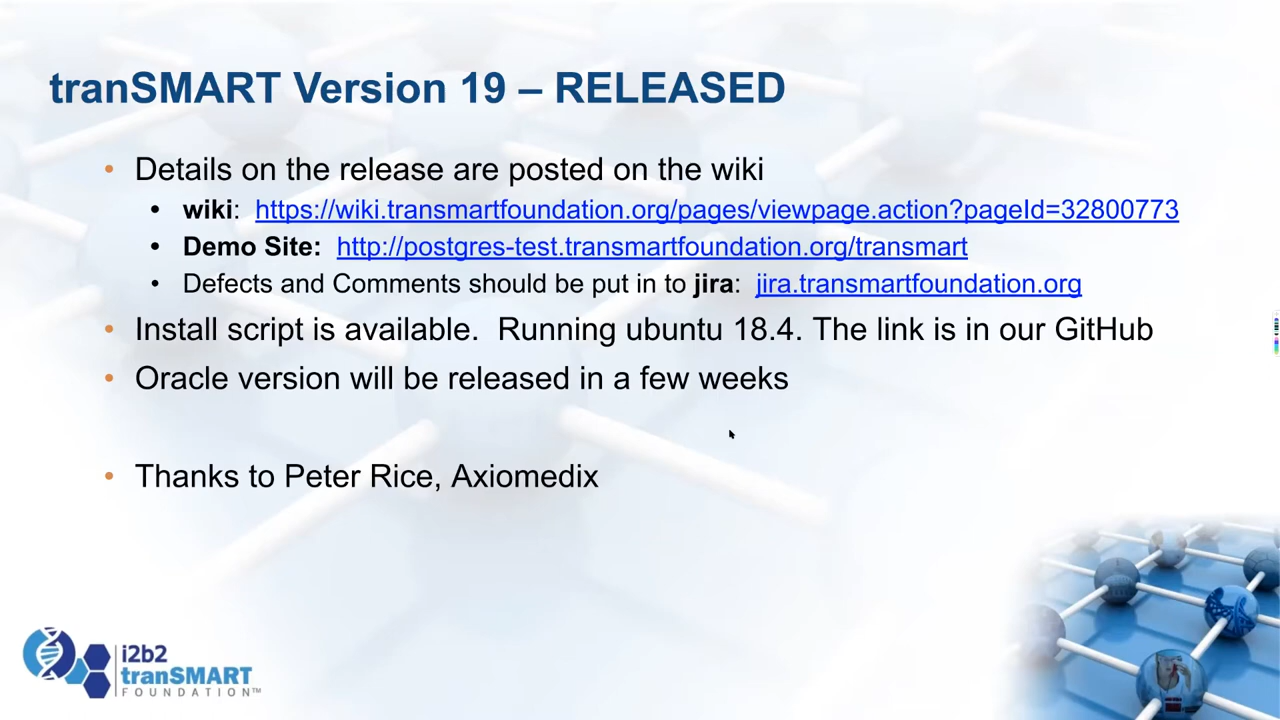 tranSMART Version 19 – RELEASED
• Details on the release are posted on the wiki
• wiki: https://wiki.transmartfoundation.org/pages/viewpage.action?pageId=32800773
• Demo Site: http://postgres-test.transmartfoundation.org/transmart
• Defects and Comments should be put in to jira: jira.transmartfoundation.org
• Install script is available. Running ubuntu 18.4. The link is in our GitHub
• Oracle version will be released in a few weeks
• Thanks to Peter Rice, Axiomedix
i2b2
tranSMART
FOUNDATION™